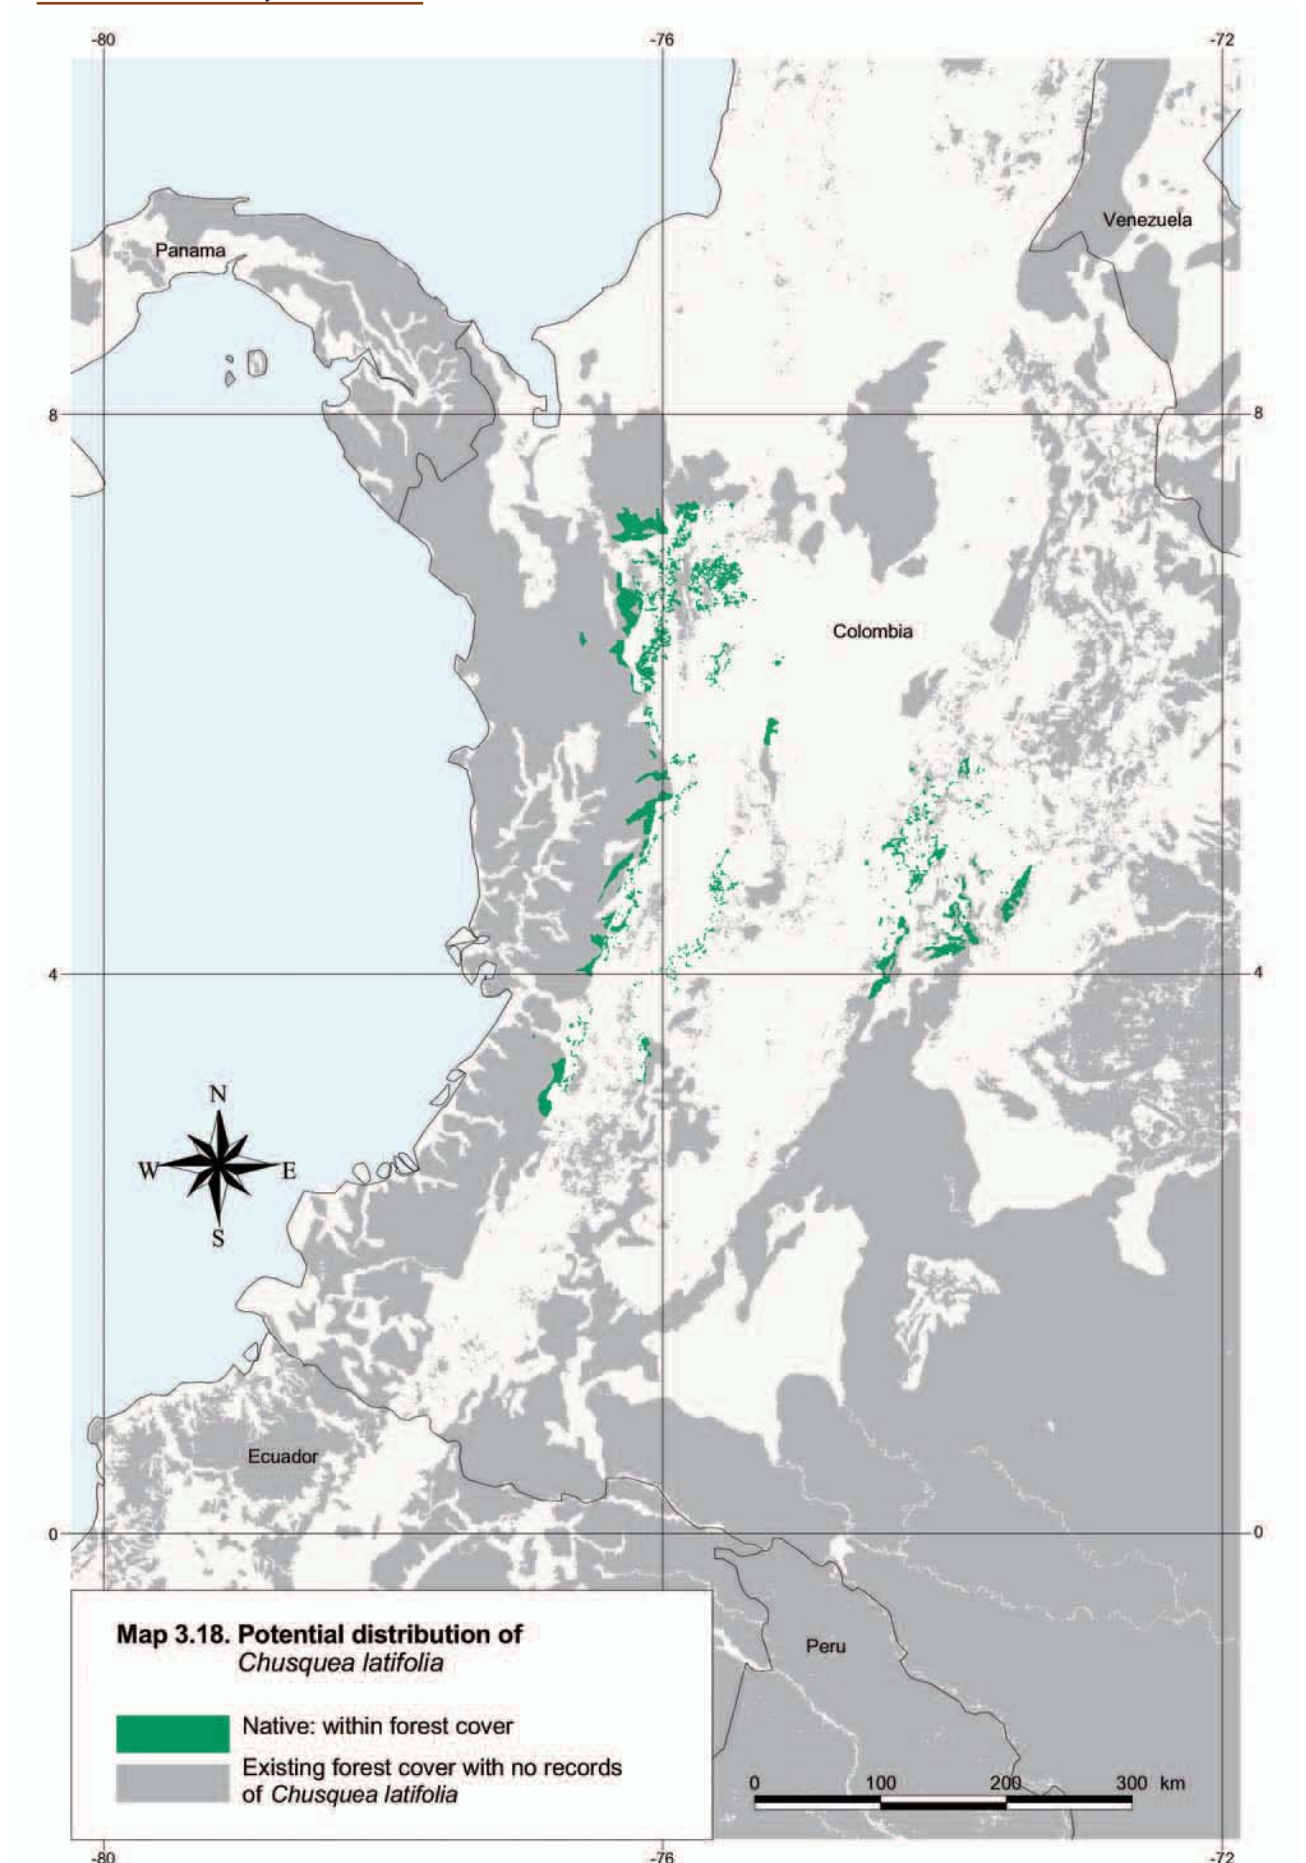 -80 -76 -72
Venezuela
Panama
8 8
Colombia
4 4
N
W E
S
Ecuador
0 0
Map 3.18. Potential distribution of
Chusquea latifolia
Peru
Native: within forest cover
Existing forest cover with no records
of Chusquea latifolia
0 100 200 300 km
-80 -76 -72